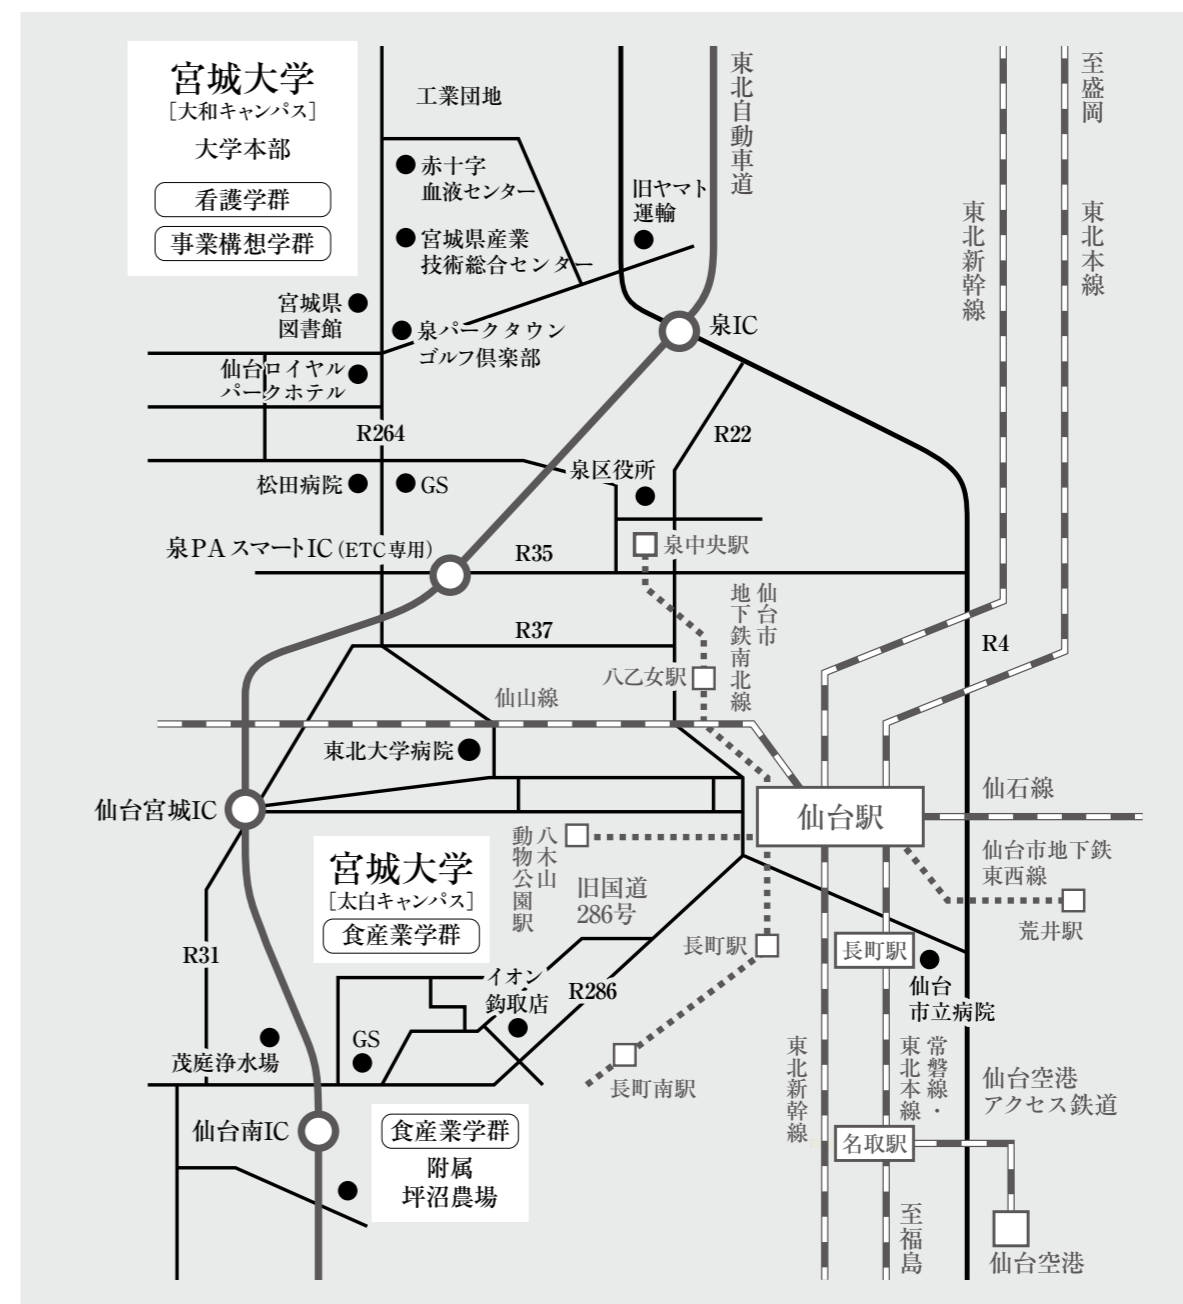 宮城大学
［大和キャンパス］
大学本部
看護学群
事業構想学群
工業団地
東北自動車道
至盛岡
赤十字
血液センター
旧ヤマト
運輸
東北新幹線
東北本線
宮城県産業
技術総合センター
宮城県
図書館
泉パークタウン
ゴルフ倶楽部
泉IC
仙台ロイヤル
パークホテル
R264
R22
松田病院
GS
泉区役所
泉PA スマートIC（ETC専用）
R35
泉中央駅
仙台市
地下鉄南北線
R37
R4
八乙女駅
仙山線
東北大学病院
仙台宮城IC
仙台駅
仙石線
宮城大学
［太白キャンパス］
食産業学群
八木山
動物公園駅
仙台市地下鉄
東西線
旧国道
286号
荒井駅
長町駅
長町駅
R31
イオン
鈎取店
R286
仙台
市立病院
GS
茂庭浄水場
長町南駅
東北新幹線
常磐線・
東北本線
仙台空港
アクセス鉄道
仙台南IC
食産業学群
附属
坪沼農場
名取駅
至福島
仙台空港